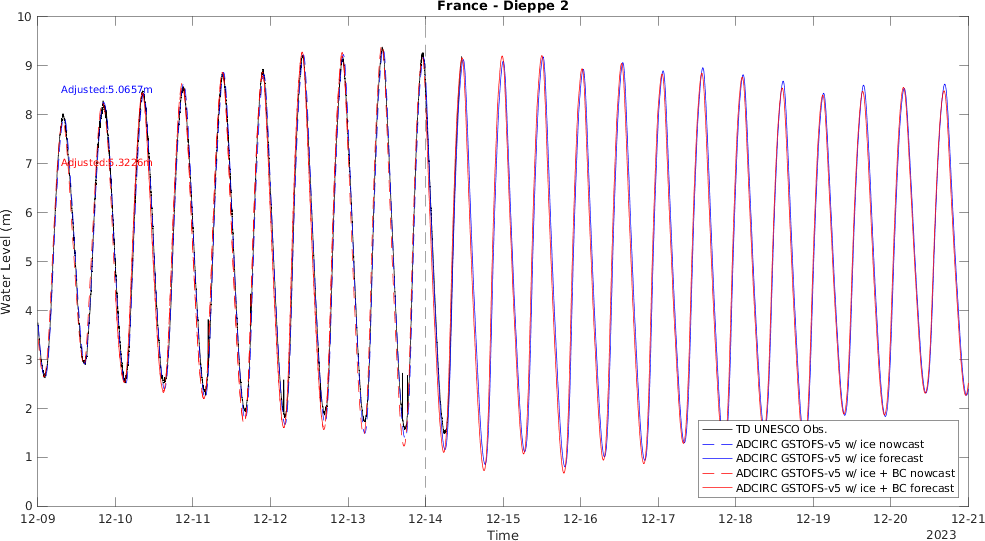 France - Dieppe 2
10
9
8
7
6
5
4
3
2
1
0
Water Level (m)
Adjusted:5.0657m
Adjusted:5.3226m
TD UNESCO Obs.
ADCIRC GSTOFS-v5 w/ ice nowcast
ADCIRC GSTOFS-v5 w/ ice forecast
ADCIRC GSTOFS-v5 w/ ice + BC nowcast
ADCIRC GSTOFS-v5 w/ ice + BC forecast
12-09 12-10 12-11 12-12 12-13 12-14 12-15 12-16 12-17 12-18 12-19 12-20 12-21
Time
2023